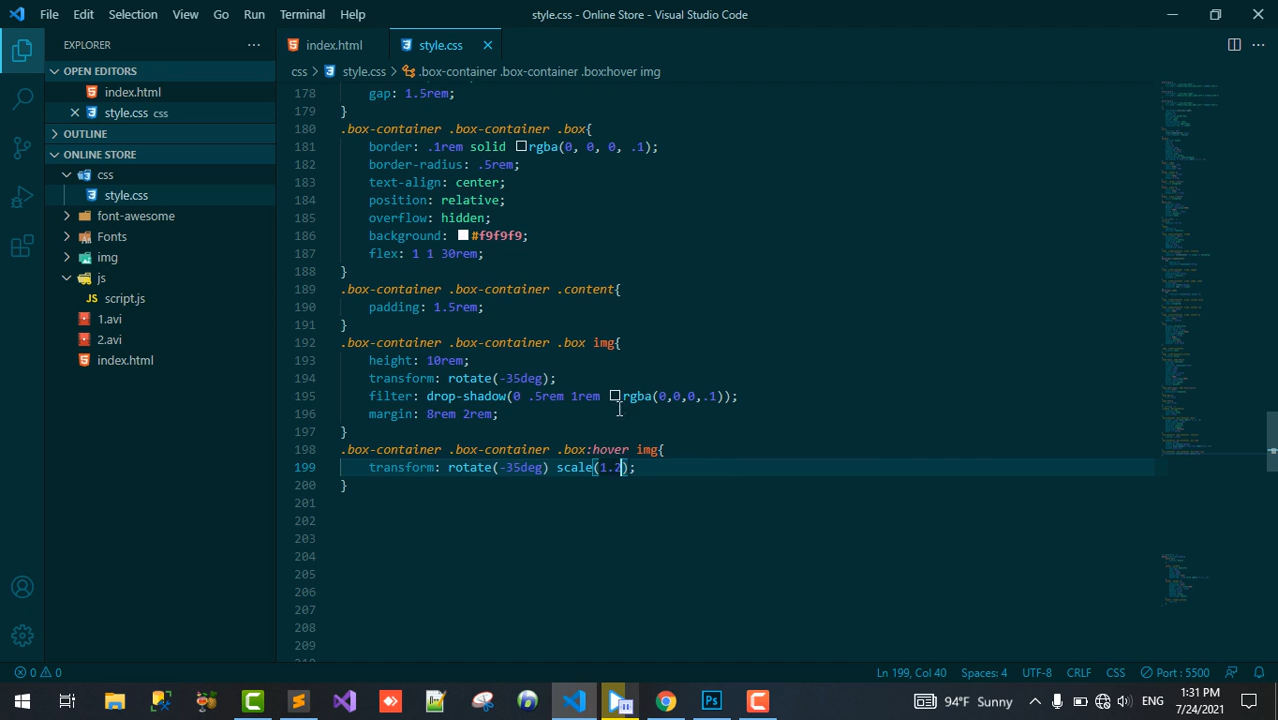 File Edit Selection View Go Run Terminal Help style.css - Online Store - Visual Studio Code
EXPLORER
index.html
style.css
OPEN EDITORS
css > style.css > .box-container .box-container .box:hover img
index.html
style.css css
OUTLINE
ONLINE STORE
css
style.css
font-awesome
Fonts
img
js
script.js
1.avi
2.avi
index.html
178 gap: 1.5rem;
179 }
180 .box-container .box-container .box{
181 border: .1rem solid rgba(0, 0, 0, .1);
182 border-radius: .5rem;
183 text-align: center;
184 position: relative;
185 overflow: hidden;
186 background: #f9f9f9;
187 flex: 1 1 30rem;
188 }
189 .box-container .box-container .content{
190 padding: 1.5rem;
191 }
192 .box-container .box-container .box img{
193 height: 10rem;
194 transform: rotate(-35deg);
195 filter: drop-shadow(0 .5rem 1rem rgba(0,0,0,.1));
196 margin: 8rem 2rem;
197 }
198 .box-container .box-container .box:hover img{
199 transform: rotate(-35deg) scale(1.2);
200 }
201
202
203
204
205
206
207
208
209
0 0 Ln 199, Col 40 Spaces: 4 UTF-8 CRLF CSS Port : 5500
94°F Sunny ENG 1:31 PM
7/24/2021